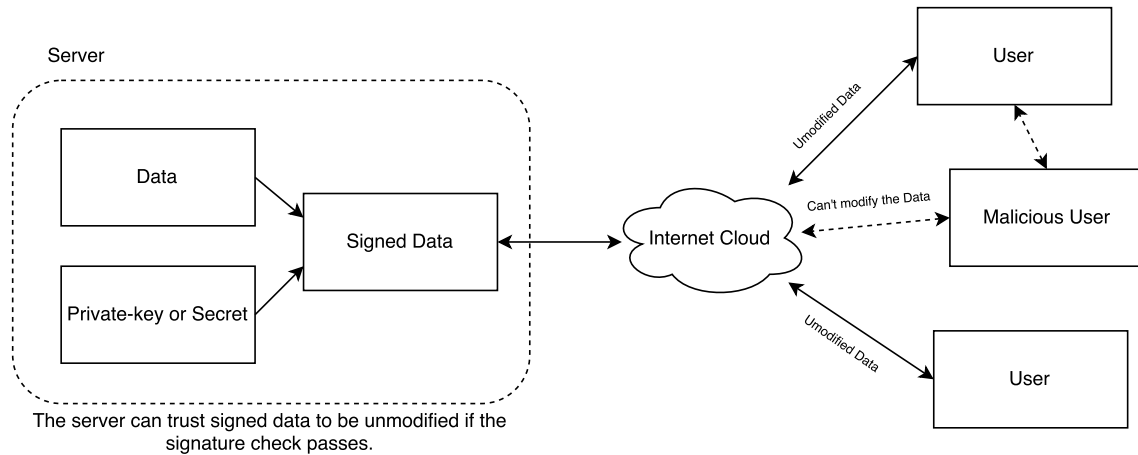 Server
Data
Private-key or Secret
Signed Data
The server can trust signed data to be unmodified if the
signature check passes.
Internet Cloud
Umodified Data
Can't modify the Data
Umodified Data
User
Malicious User
User